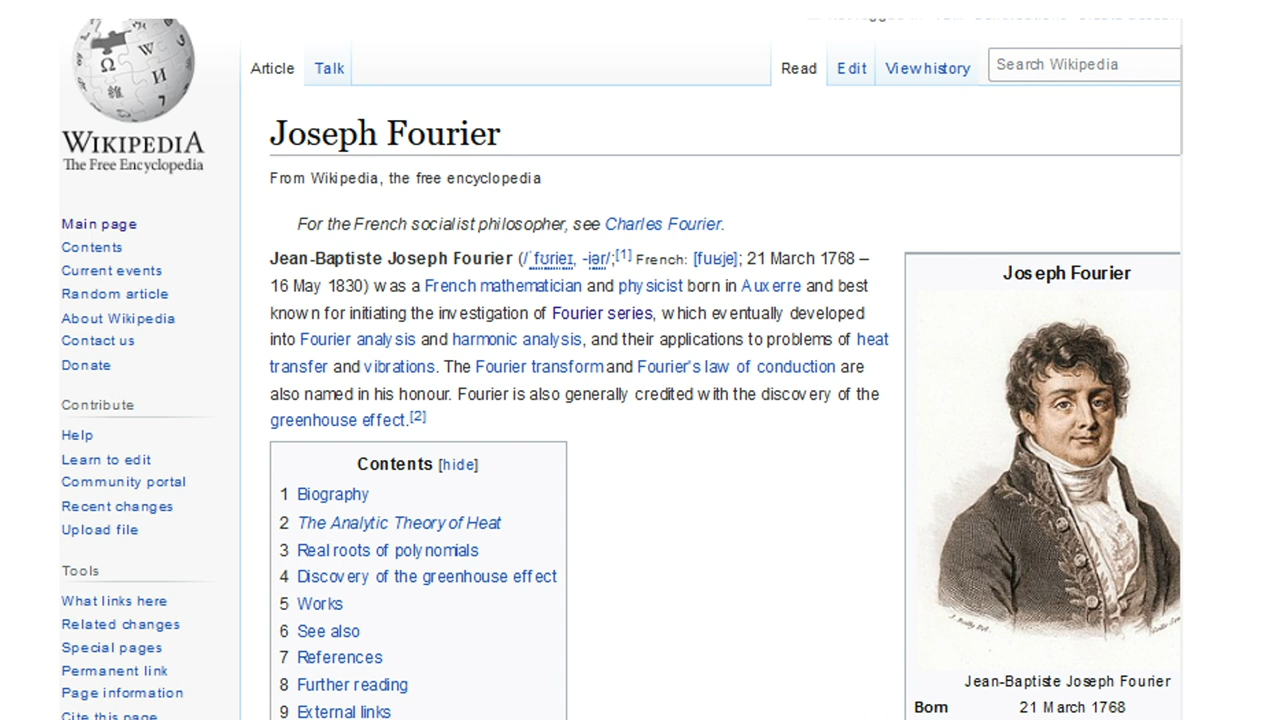 WIKIPEDIA
The Free Encyclopedia
Main page
Contents
Current events
Random article
About Wikipedia
Contact us
Donate
Contribute
Help
Learn to edit
Community portal
Recent changes
Upload file
Tools
What links here
Related changes
Special pages
Permanent link
Page information
Cite this page
Article Talk Read Edit View history Search Wikipedia
Joseph Fourier
From Wikipedia, the free encyclopedia
For the French socialist philosopher, see Charles Fourier.
Jean-Baptiste Joseph Fourier (/ˈfʊrieɪ, -iər/;[1] French: [fuʁje]; 21 March 1768 –
16 May 1830) was a French mathematician and physicist born in Auxerre and best
known for initiating the investigation of Fourier series, which eventually developed
into Fourier analysis and harmonic analysis, and their applications to problems of heat
transfer and vibrations. The Fourier transform and Fourier's law of conduction are
also named in his honour. Fourier is also generally credited with the discovery of the
greenhouse effect.[2]
Contents [hide]
1 Biography
2 The Analytic Theory of Heat
3 Real roots of polynomials
4 Discovery of the greenhouse effect
5 Works
6 See also
7 References
8 Further reading
9 External links
Joseph Fourier
Jean-Baptiste Joseph Fourier
Born 21 March 1768